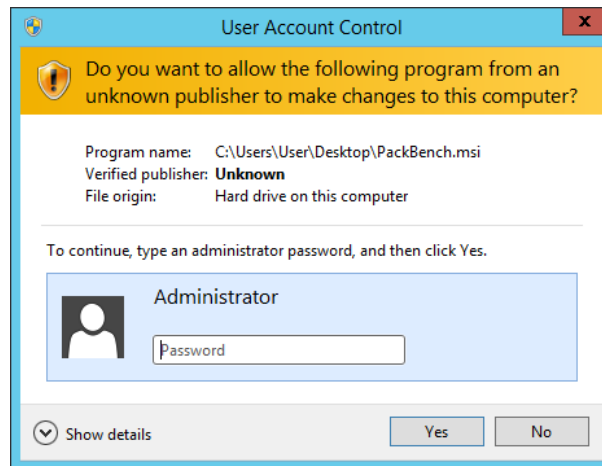 User Account Control
x
Do you want to allow the following program from an
unknown publisher to make changes to this computer?
Program name: C:\Users\User\Desktop\PackBench.msi
Verified publisher: Unknown
File origin: Hard drive on this computer
To continue, type an administrator password, and then click Yes.
Administrator
Password
Show details
Yes
No